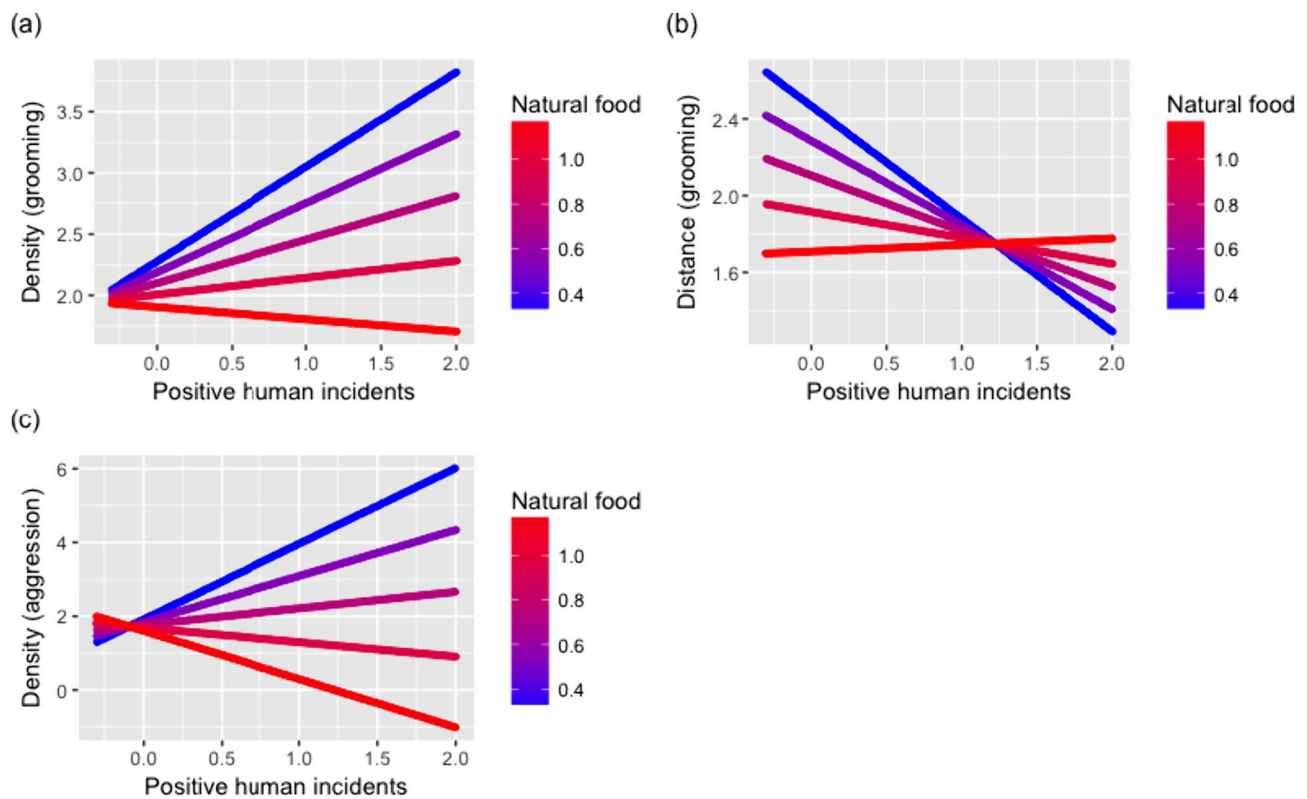 (a)
Density (grooming)
3.5
3.0
2.5
2.0
0.0 0.5 1.0 1.5 2.0
Positive human incidents
Natural food
1.0
0.8
0.6
0.4
(b)
Distance (grooming)
2.4
2.0
1.6
0.0 0.5 1.0 1.5 2.0
Positive human incidents
Natural food
1.0
0.8
0.6
0.4
(c)
Density (aggression)
6
4
2
0
0.0 0.5 1.0 1.5 2.0
Positive human incidents
Natural food
1.0
0.8
0.6
0.4